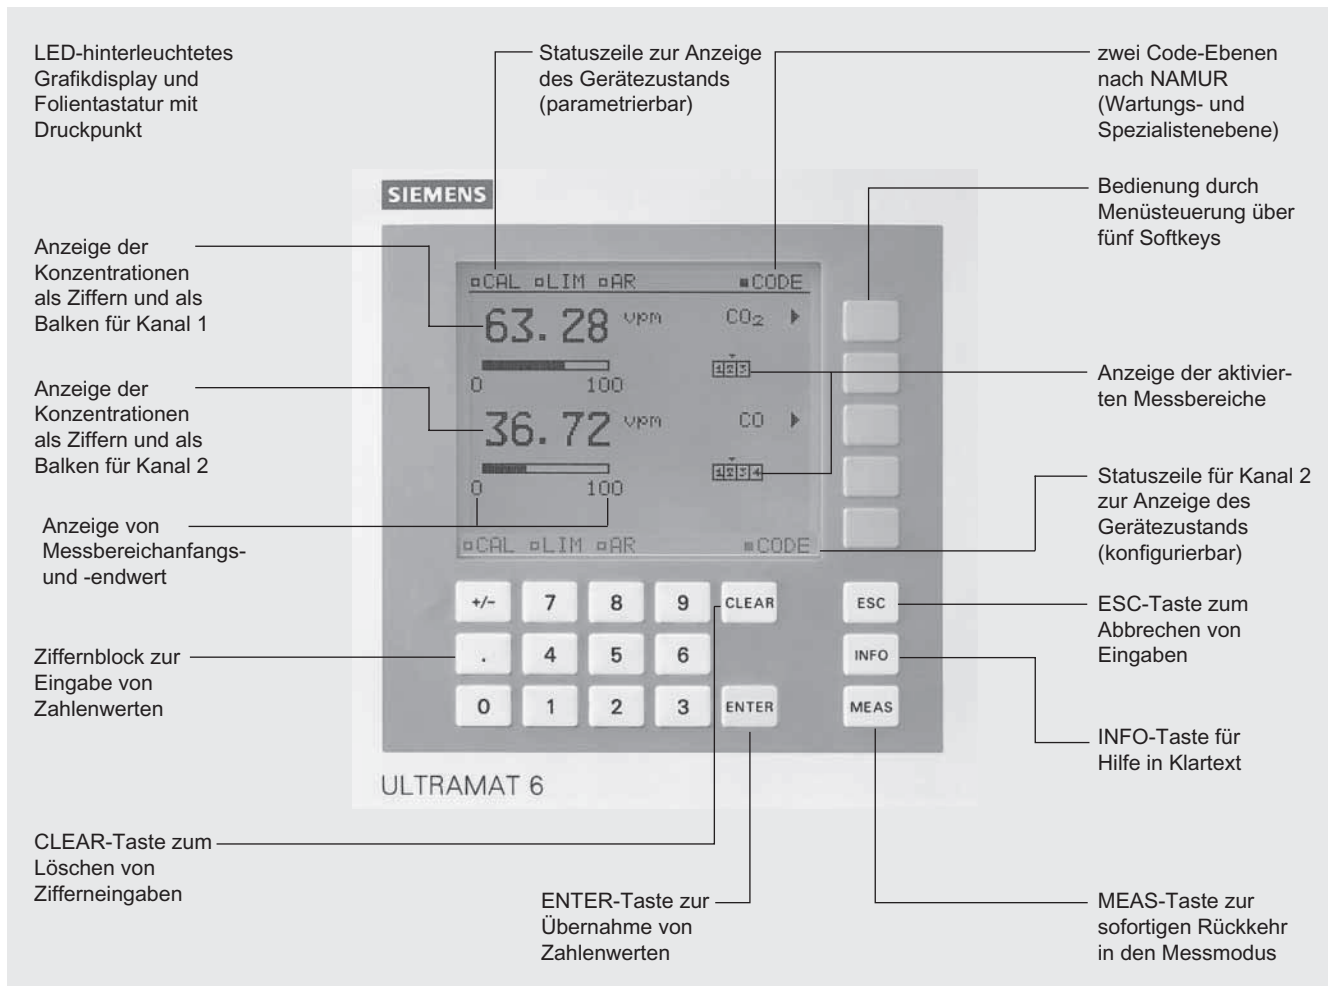 LED-hinterleuchtetes
Grafikdisplay und
Folientastatur mit
Druckpunkt
Statuszeile zur Anzeige
des Gerätezustands
(parametrierbar)
zwei Code-Ebenen
nach NAMUR
(Wartungs- und
Spezialistenebene)
Bedienung durch
Menüsteuerung über
fünf Softkeys
SIEMENS
Anzeige der
Konzentrationen
als Ziffern und als
Balken für Kanal 1
CAL LIM AR CODE
63.28 vpm CO2
1 2 3
0 100
Anzeige der
Konzentrationen
als Ziffern und als
Balken für Kanal 2
36.72 vpm CO
1 2 3 4
0 100
CAL LIM AR CODE
Anzeige der aktivier-
ten Messbereiche
Statuszeile für Kanal 2
zur Anzeige des
Gerätezustands
(konfigurierbar)
Anzeige von
Messbereichanfangs-
und -endwert
+/- 7 8 9 CLEAR ESC
. 4 5 6 INFO
0 1 2 3 ENTER MEAS
ESC-Taste zum
Abbrechen von
Eingaben
Ziffernblock zur
Eingabe von
Zahlenwerten
INFO-Taste für
Hilfe in Klartext
ULTRAMAT 6
CLEAR-Taste zum
Löschen von
Zifferneingaben
ENTER-Taste zur
Übernahme von
Zahlenwerten
MEAS-Taste zur
sofortigen Rückkehr
in den Messmodus